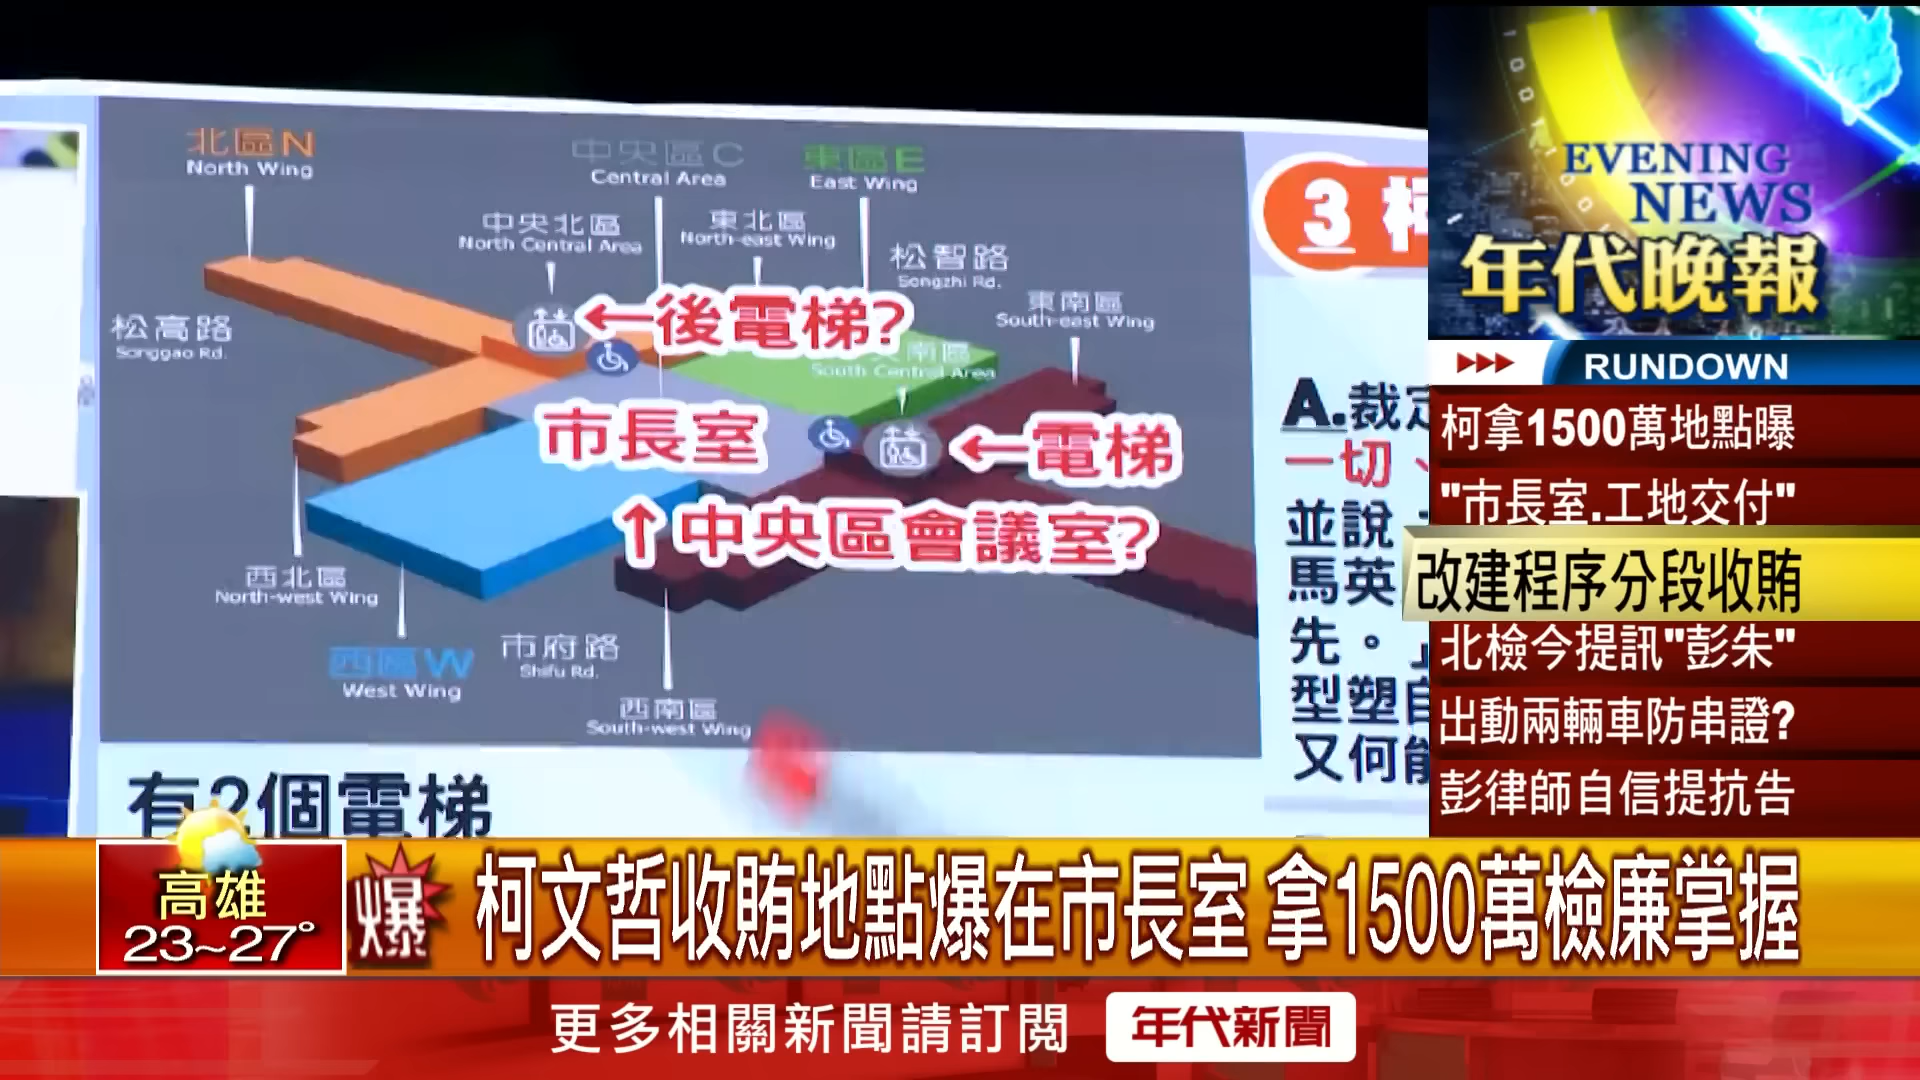 北區N
North Wing
中央區C
Central Area
東區E
East Wing
中央北區
North Central Area
東北區
North-east Wing
松智路
Songzhi Rd.
東南區
South-east Wing
松高路
Songgao Rd.
←後電梯?
南區
South Central Area
市長室
←電梯
↑中央區會議室?
西北區
North-west Wing
西區W
West Wing
市府路
Shifu Rd.
西南區
South-west Wing
有2個電梯
3 柯
A.裁定
一切、
並說
馬英
先。
型塑自
又何能
EVENING
NEWS
年代晚報
RUNDOWN
柯拿1500萬地點曝
"市長室.工地交付"
改建程序分段收賄
北檢今提訊"彭朱"
出動兩輛車防串證?
彭律師自信提抗告
高雄
23~27°
爆
柯文哲收賄地點爆在市長室 拿1500萬檢廉掌握
更多相關新聞請訂閱
年代新聞